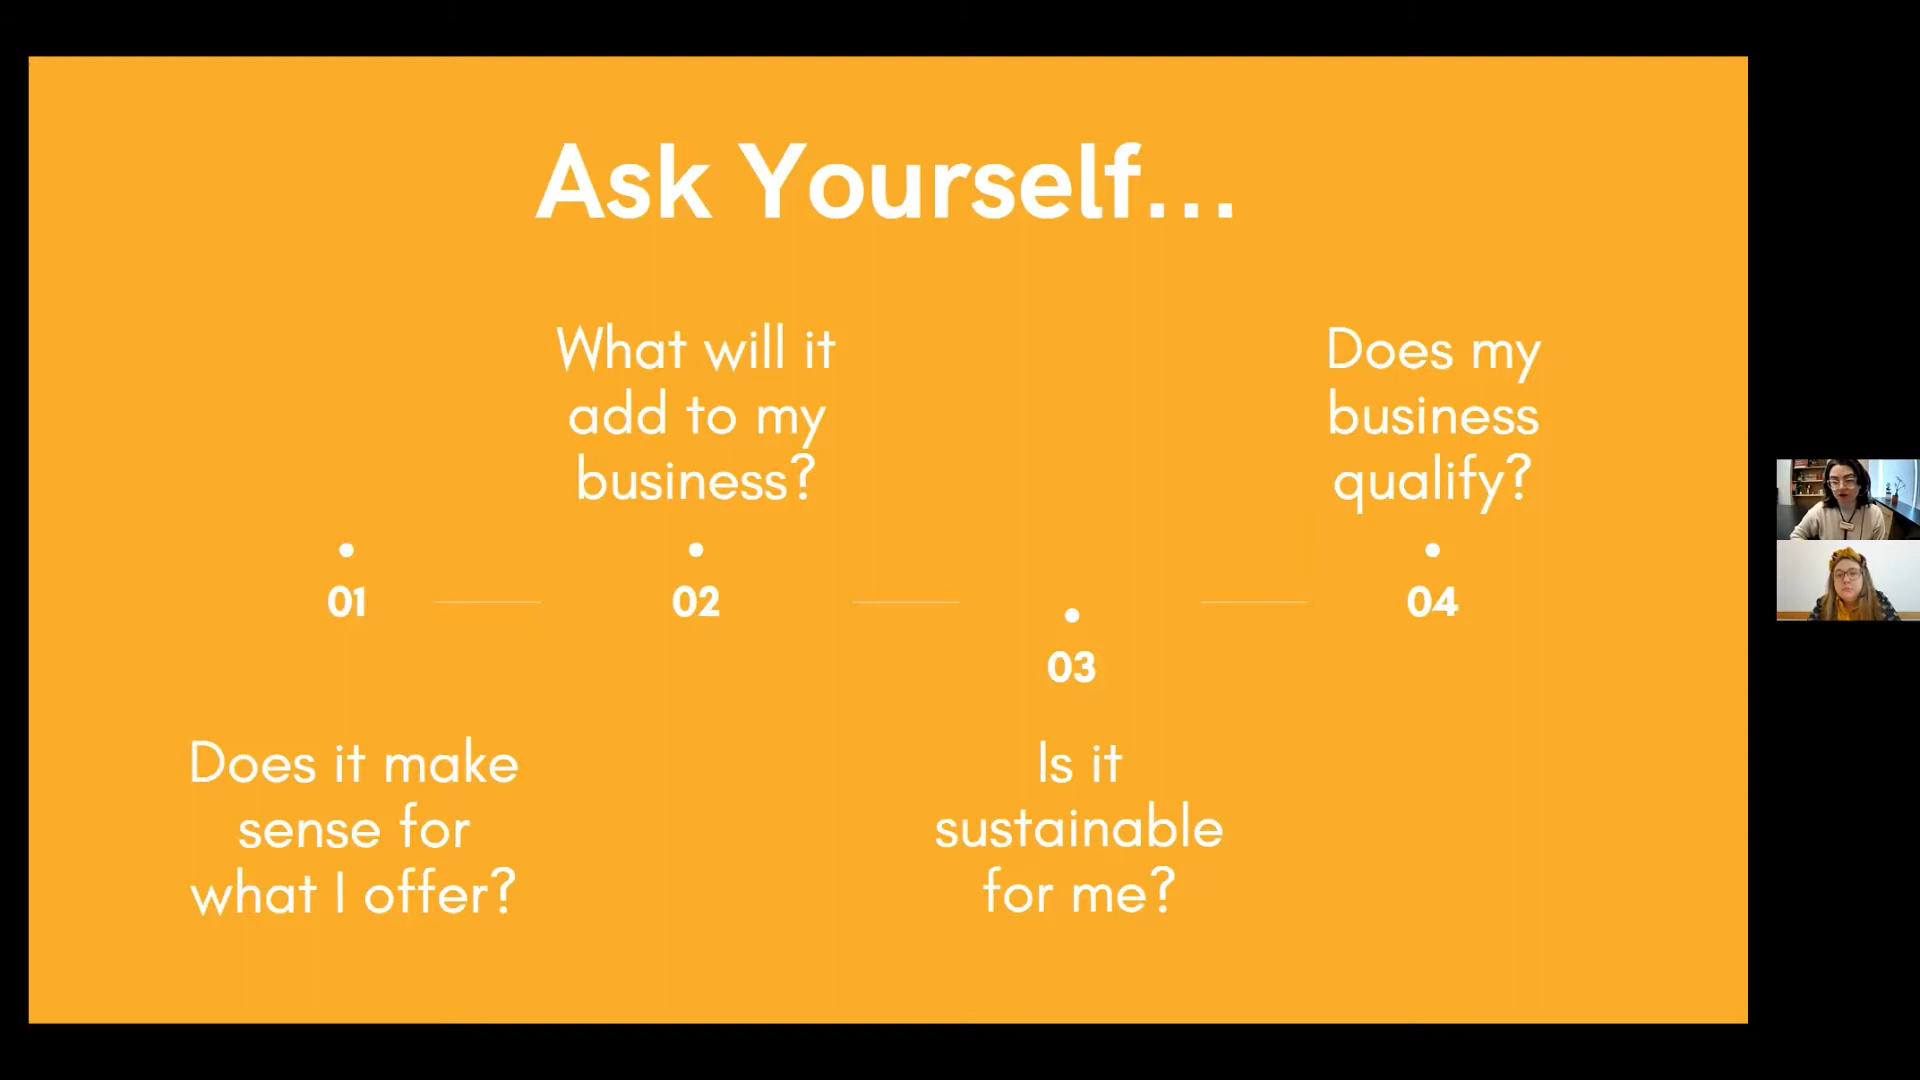 Ask Yourself...
01
Does it make
sense for
what I offer?
What will it
add to my
business?
02
03
Is it
sustainable
for me?
Does my
business
qualify?
04